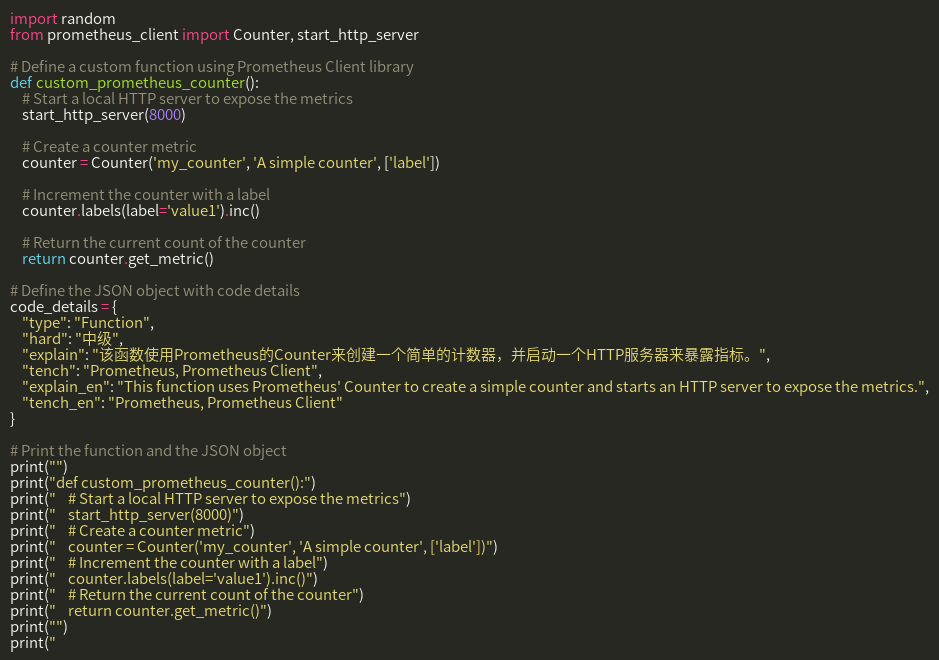 import random
from prometheus_client import Counter, start_http_server
# Define a custom function using Prometheus Client library
def custom_prometheus_counter():
# Start a local HTTP server to expose the metrics
start_http_server(8000)
# Create a counter metric
counter = Counter('my_counter', 'A simple counter', ['label'])
# Increment the counter with a label
counter.labels(label='value1').inc()
# Return the current count of the counter
return counter.get_metric()
# Define the JSON object with code details
code_details = {
"type": "Function",
"hard": "中级",
"explain": "该函数使用Prometheus的Counter来创建一个简单的计数器，并启动一个HTTP服务器来暴露指标。",
"tench": "Prometheus, Prometheus Client",
"explain_en": "This function uses Prometheus' Counter to create a simple counter and starts an HTTP server to expose the metrics.",
"tench_en": "Prometheus, Prometheus Client"
}
# Print the function and the JSON object
print("")
print("def custom_prometheus_counter():")
print("    # Start a local HTTP server to expose the metrics")
print("    start_http_server(8000)")
print("    # Create a counter metric")
print("    counter = Counter('my_counter', 'A simple counter', ['label'])")
print("    # Increment the counter with a label")
print("    counter.labels(label='value1').inc()")
print("    # Return the current count of the counter")
print("    return counter.get_metric()")
print("")
print("